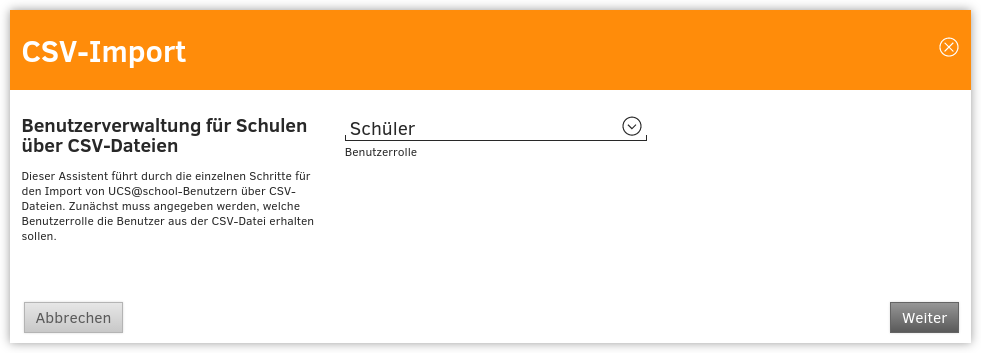 CSV-Import
Benutzerverwaltung für Schulen
über CSV-Dateien
Dieser Assistent führt durch die einzelnen Schritte für
den Import von UCS@school-Benutzern über CSV-
Dateien. Zunächst muss angegeben werden, welche
Benutzerrolle die Benutzer aus der CSV-Datei erhalten
sollen.
Schüler
Benutzerrolle
Abbrechen
Weiter